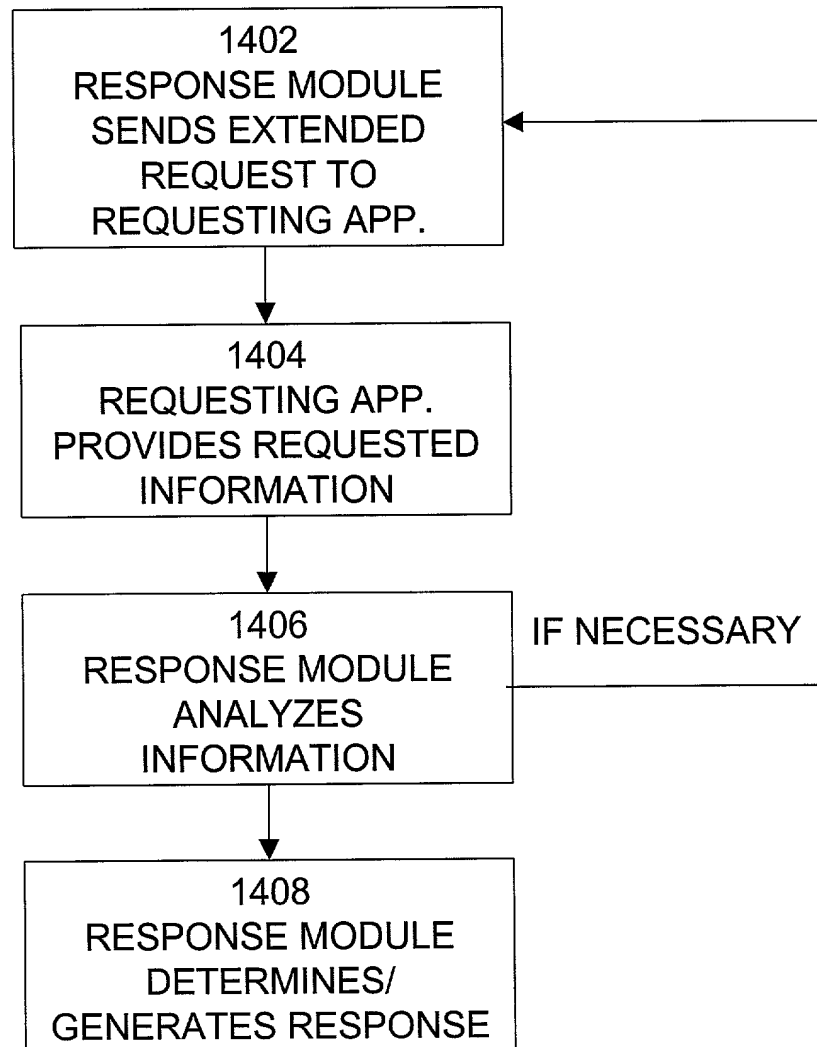 1402
RESPONSE MODULE
SENDS EXTENDED
REQUEST TO
REQUESTING APP.
1404
REQUESTING APP.
PROVIDES REQUESTED
INFORMATION
1406
RESPONSE MODULE
ANALYZES
INFORMATION
IF NECESSARY
1408
RESPONSE MODULE
DETERMINES/
GENERATES RESPONSE